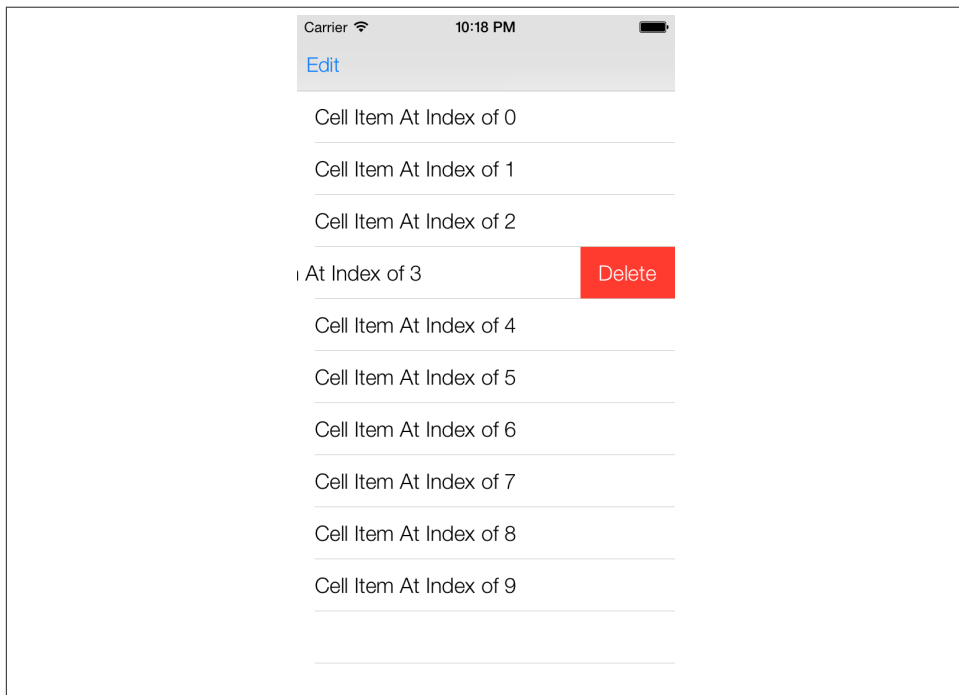 Carrier 10:18 PM
Edit
Cell Item At Index of 0
Cell Item At Index of 1
Cell Item At Index of 2
At Index of 3 Delete
Cell Item At Index of 4
Cell Item At Index of 5
Cell Item At Index of 6
Cell Item At Index of 7
Cell Item At Index of 8
Cell Item At Index of 9